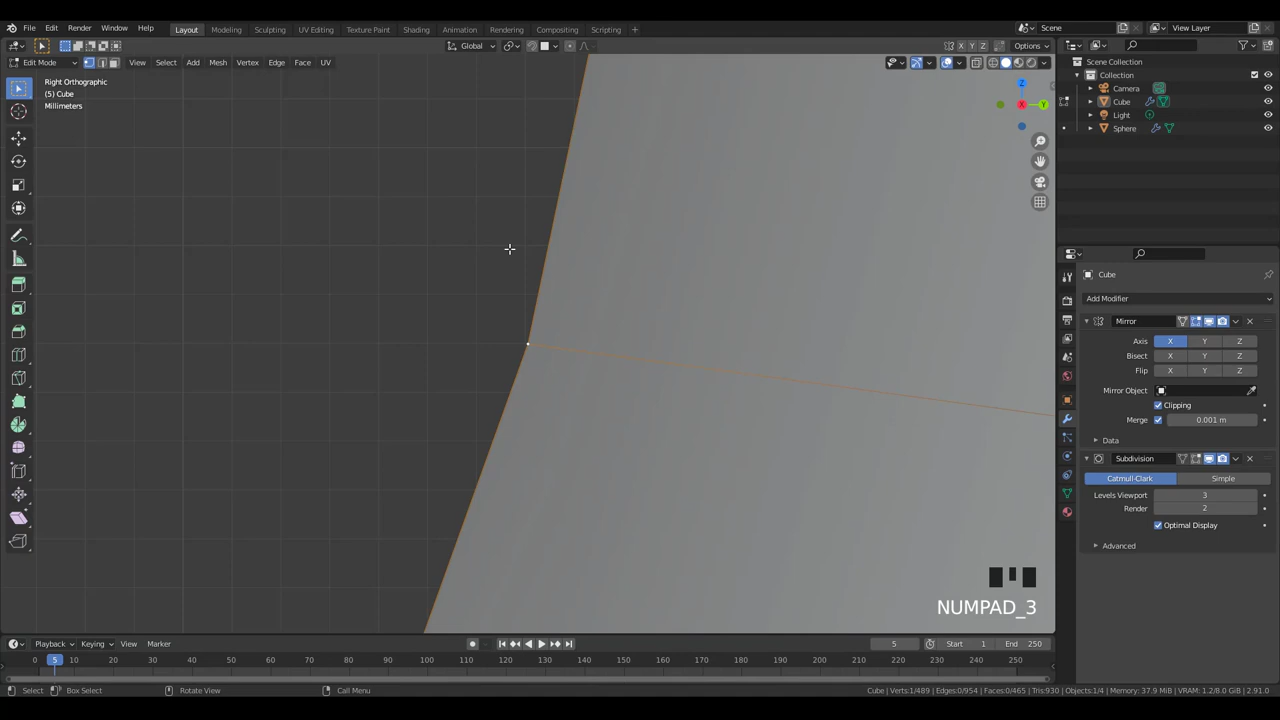 File Edit Render Window Help Layout Modeling Sculpting UV Editing Texture Paint Shading Animation Rendering Compositing Scripting + Scene View Layer
Global Options
Edit Mode View Select Add Mesh Vertex Edge Face UV X Y Z
Right Orthographic
(5) Cube
Millimeters
Z
X Y
NUMPAD_3
Scene Collection
Collection
Camera
Cube
Light
Sphere
Cube
Add Modifier
Mirror
Axis X Y Z
Bisect X Y Z
Flip X Y Z
Mirror Object
Clipping
Merge 0.001 m
Data
Subdivision
Catmull-Clark Simple
Levels Viewport 3
Render 2
Optimal Display
Advanced
Playback Keying View Marker 5 Start 1 End 250
0 5 10 20 30 40 50 60 70 80 90 100 110 120 130 140 150 160 170 180 190 200 210 220 230 240 250
Select Box Select Rotate View Call Menu Cube | Verts:1/489 | Edges:0/954 | Faces:0/465 | Tris:930 | Objects:1/4 | Memory: 37.9 MiB | VRAM: 1.2/8.0 GiB | 2.91.0